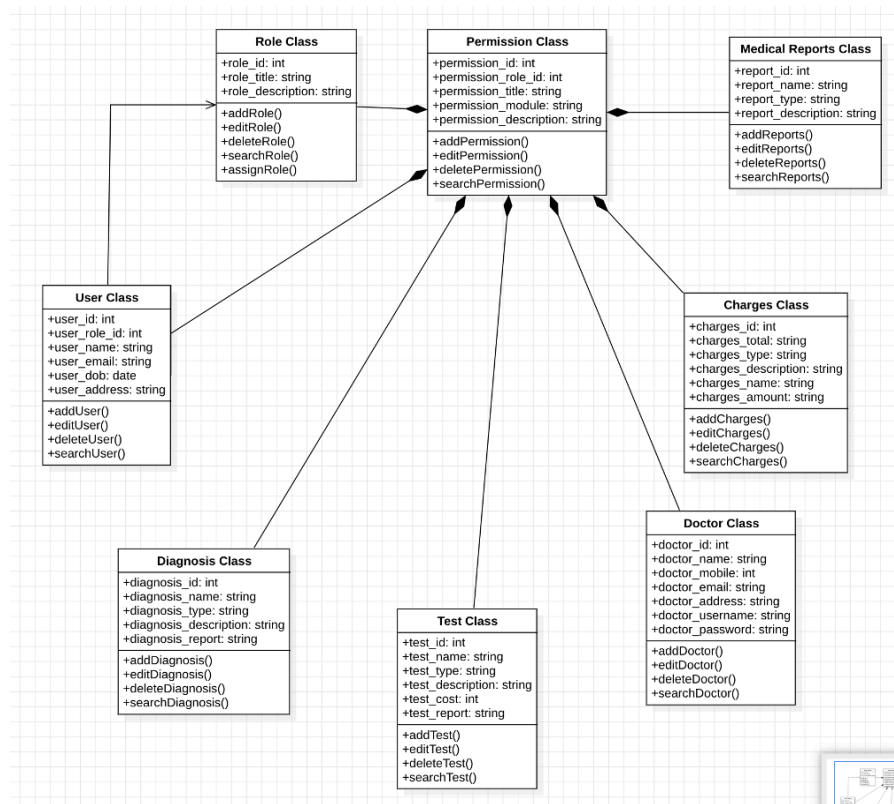 Role Class
+role_id: int
+role_title: string
+role_description: string
+addRole()
+editRole()
+deleteRole()
+searchRole()
+assignRole()
Permission Class
+permission_id: int
+permission_role_id: int
+permission_title: string
+permission_module: string
+permission_description: string
+addPermission()
+editPermission()
+deletePermission()
+searchPermission()
Medical Reports Class
+report_id: int
+report_name: string
+report_type: string
+report_description: string
+addReports()
+editReports()
+deleteReports()
+searchReports()
User Class
+user_id: int
+user_role_id: int
+user_name: string
+user_email: string
+user_dob: date
+user_address: string
+addUser()
+editUser()
+deleteUser()
+searchUser()
Charges Class
+charges_id: int
+charges_total: string
+charges_type: string
+charges_description: string
+charges_name: string
+charges_amount: string
+addCharges()
+editCharges()
+deleteCharges()
+searchCharges()
Diagnosis Class
+diagnosis_id: int
+diagnosis_name: string
+diagnosis_type: string
+diagnosis_description: string
+diagnosis_report: string
+addDiagnosis()
+editDiagnosis()
+deleteDiagnosis()
+searchDiagnosis()
Test Class
+test_id: int
+test_name: string
+test_type: string
+test_description: string
+test_cost: int
+test_report: string
+addTest()
+editTest()
+deleteTest()
+searchTest()
Doctor Class
+doctor_id: int
+doctor_name: string
+doctor_mobile: int
+doctor_email: string
+doctor_address: string
+doctor_username: string
+doctor_password: string
+addDoctor()
+editDoctor()
+deleteDoctor()
+searchDoctor()